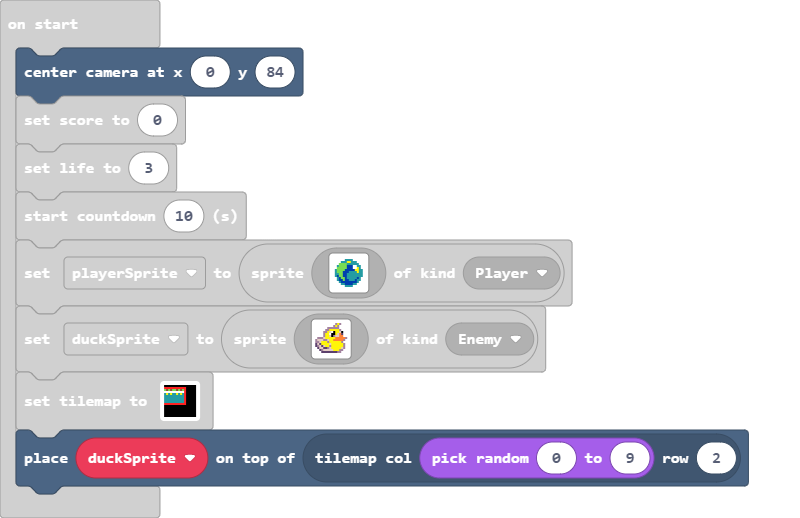 on start
center camera at x 0 y 84
set score to 0
set life to 3
start countdown 10 (s)
set playerSprite to sprite of kind Player
set duckSprite to sprite of kind Enemy
set tilemap to
place duckSprite on top of tilemap col pick random 0 to 9 row 2